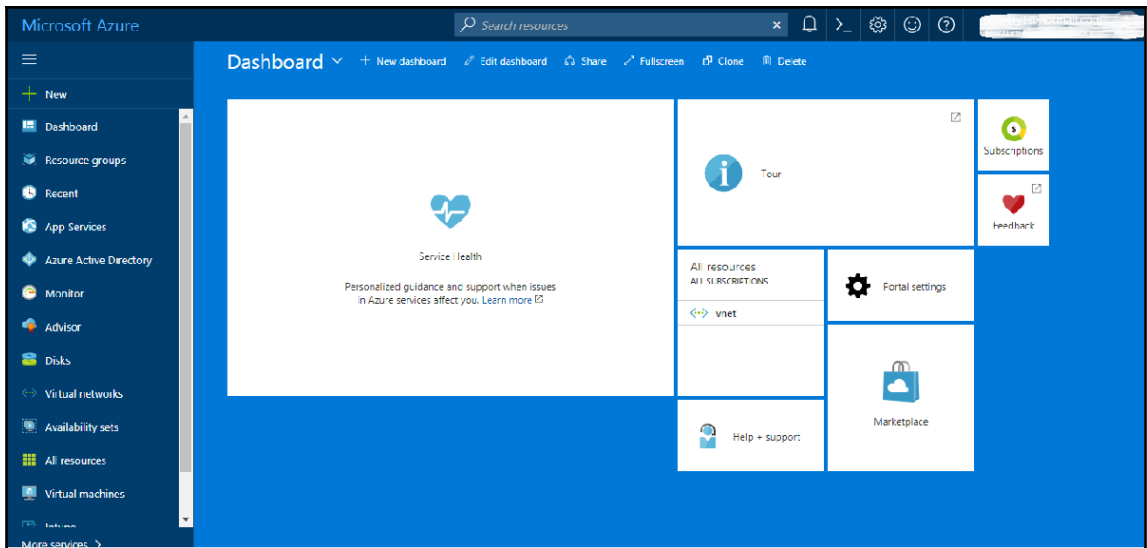 Microsoft Azure
Search resources
Dashboard
New dashboard
Edit dashboard
Share
Fullscreen
Clone
Delete
New
Dashboard
Resource groups
Recent
App Services
Azure Active Directory
Monitor
Advisor
Disks
Virtual networks
Availability sets
All resources
Virtual machines
Intune
More services
Service Health
Personalized guidance and support when issues
in Azure services affect you. Learn more
Tour
Subscriptions
Feedback
All resources
ALL SUBSCRIPTIONS
vnet
Portal settings
Marketplace
Help + support